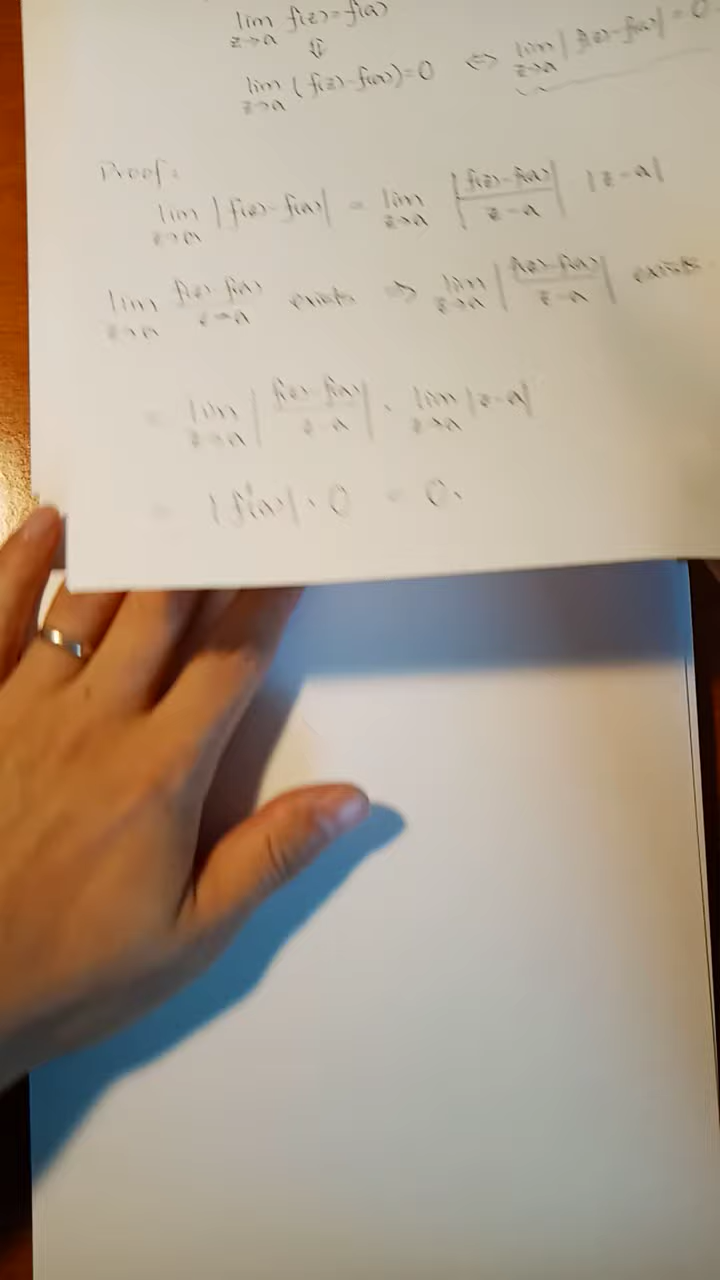 lim f(z) = f(a)
z→a
⇕
lim (f(z)-f(a)) = 0 ⇔ lim |f(z)-f(a)| = 0
z→a z→a
Proof:
lim |f(z)-f(a)| = lim |f(z)-f(a) / z-a| |z-a|
z→a z→a
lim f(z)-f(a) / z-a exists ⇒ lim |f(z)-f(a) / z-a| exists
z→a z→a
= lim |f(z)-f(a) / z-a| · lim |z-a|
z→a z→a
= |f'(a)| · 0 = 0.